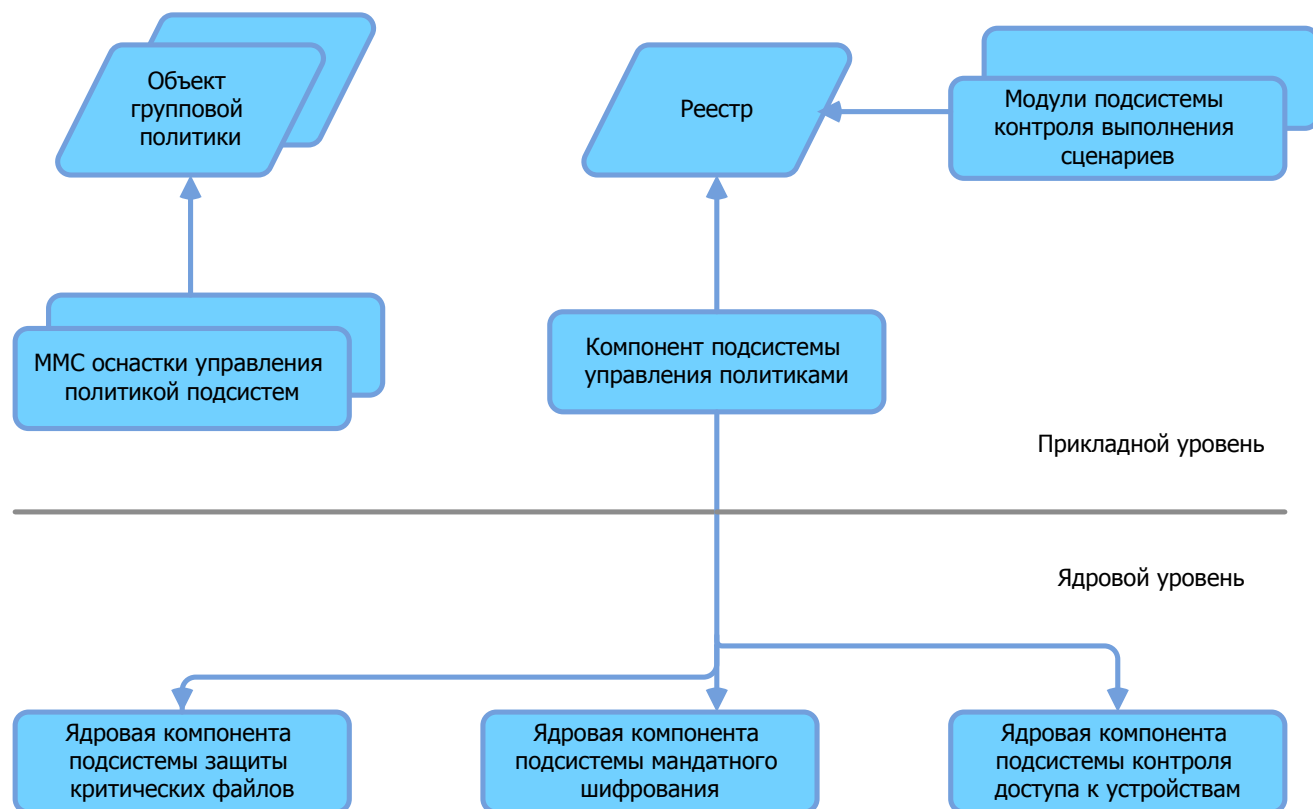 Объект
групповой
политики
Реестр
Модули подсистемы
контроля выполнения
сценариев
ММС оснастки управления
политикой подсистем
Компонент подсистемы
управления политиками
Прикладной уровень
Ядровой уровень
Ядровая компонента
подсистемы защиты
критических файлов
Ядровая компонента
подсистемы мандатного
шифрования
Ядровая компонента
подсистемы контроля
доступа к устройствам